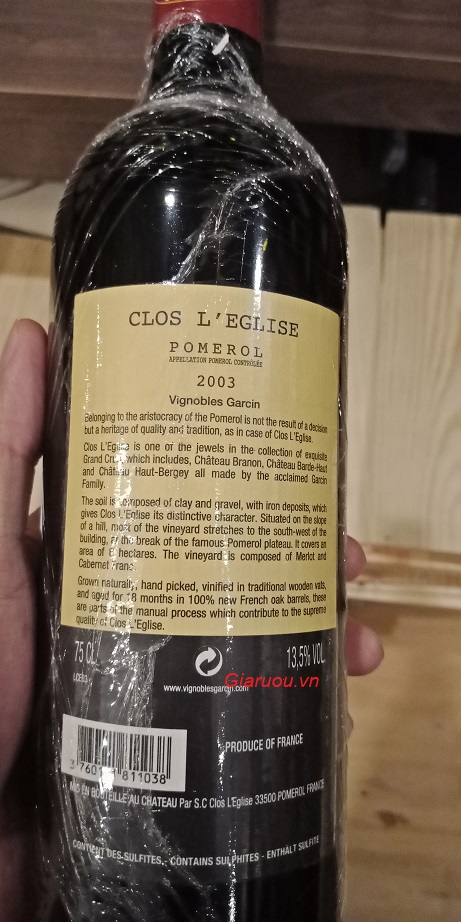 CLOS L'EGLISE
POMEROL
APPELLATION POMEROL CONTRÔLÉE
2003
Vignobles Garcin
Belonging to the aristocracy of the Pomerol is not the result of a decision
but a heritage of quality and tradition, as in case of Clos L'Eglise.
Clos L'Eglise is one of the jewels in the collection of exquisite
Grand Crus which includes, Château Branon, Château Barde-Haut
and Château Haut-Bergey all made by the acclaimed Garcin
Family.
The soil is composed of clay and gravel, with iron deposits, which
gives Clos L'Eglise its distinctive character. Situated on the slope
of a hill, most of the vineyard stretches to the south-west of the
building, at the break of the famous Pomerol plateau. It covers an
area of hectares. The vineyard is composed of Merlot and
Cabernet Franc.
Grown naturally, hand picked, vinified in traditional wooden vats,
and aged for 18 months in 100% new French oak barrels, these
are parts of the manual process which contribute to the supreme
quality of Clos L'Eglise.
75 CL
13,5% VOL.
www.vignoblesgarcin.com
Giaruou.vn
PRODUCE OF FRANCE
811038
MIS EN BOUTEILLE AU CHATEAU Par S.C Clos L'Eglise 33500 POMEROL FRANCE
CONTIENT DES SULFITES - CONTAINS SULPHITES - ENTHÄLT SULFITE